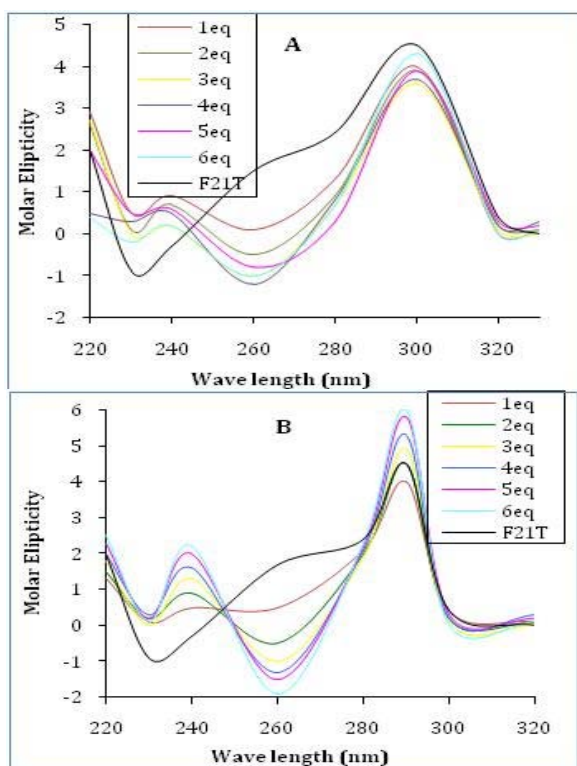 A
1eq
2eq
3eq
4eq
5eq
6eq
F21T
Molar Elipticity
5
4
3
2
1
0
-1
-2
220 240 260 280 300 320
Wave length (nm)
B
1eq
2eq
3eq
4eq
5eq
6eq
F21T
Molar Elipticity
6
5
4
3
2
1
0
-1
-2
220 240 260 280 300 320
Wave length (nm)